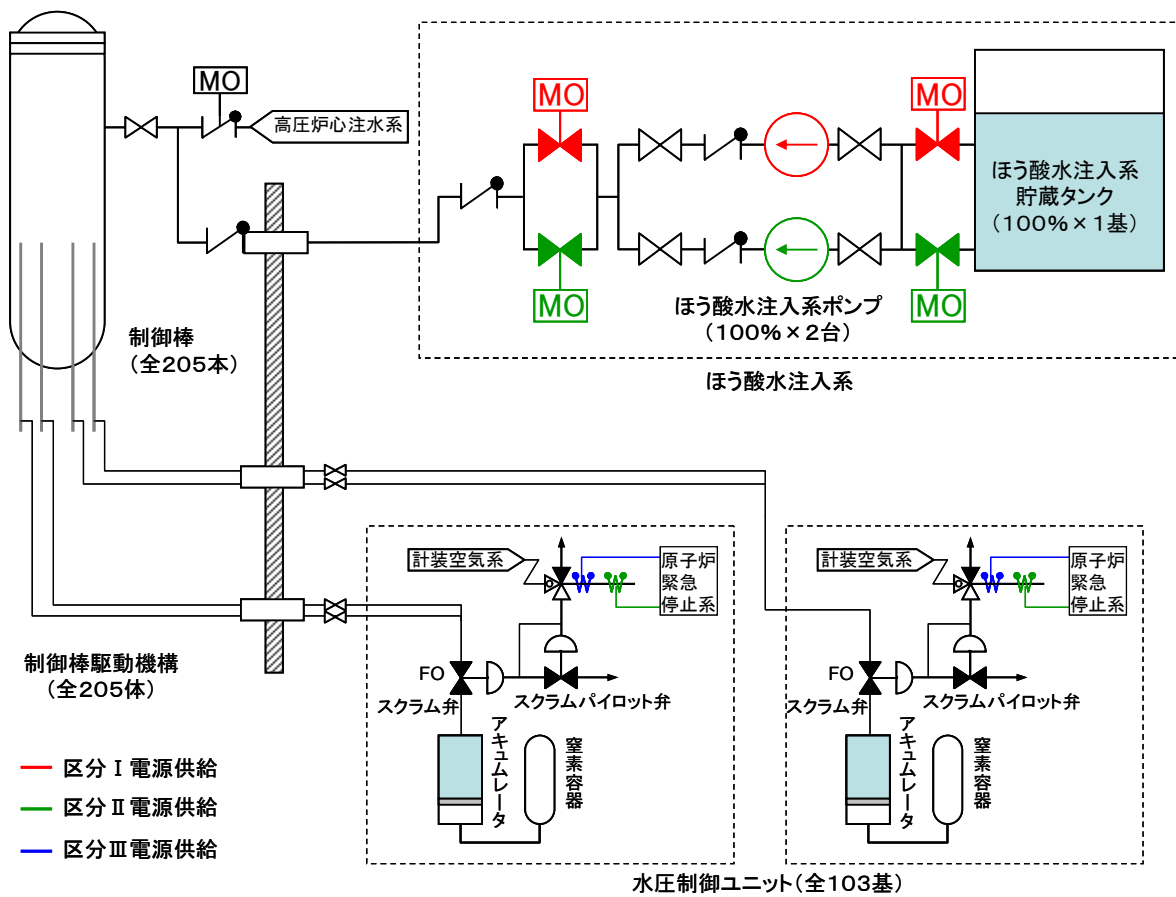 MO
高圧炉心注水系
MO
MO
MO
MO
ほう酸水注入系
貯蔵タンク
(100%×1基)
ほう酸水注入系ポンプ
(100%×2台)
ほう酸水注入系
制御棒
(全205本)
制御棒駆動機構
(全205体)
計装空気系
原子炉
緊急
停止系
FO
スクラム弁
スクラムパイロット弁
アキュムレータ
窒素容器
計装空気系
原子炉
緊急
停止系
FO
スクラム弁
スクラムパイロット弁
アキュムレータ
窒素容器
区分Ⅰ電源供給
区分Ⅱ電源供給
区分Ⅲ電源供給
水圧制御ユニット(全103基)